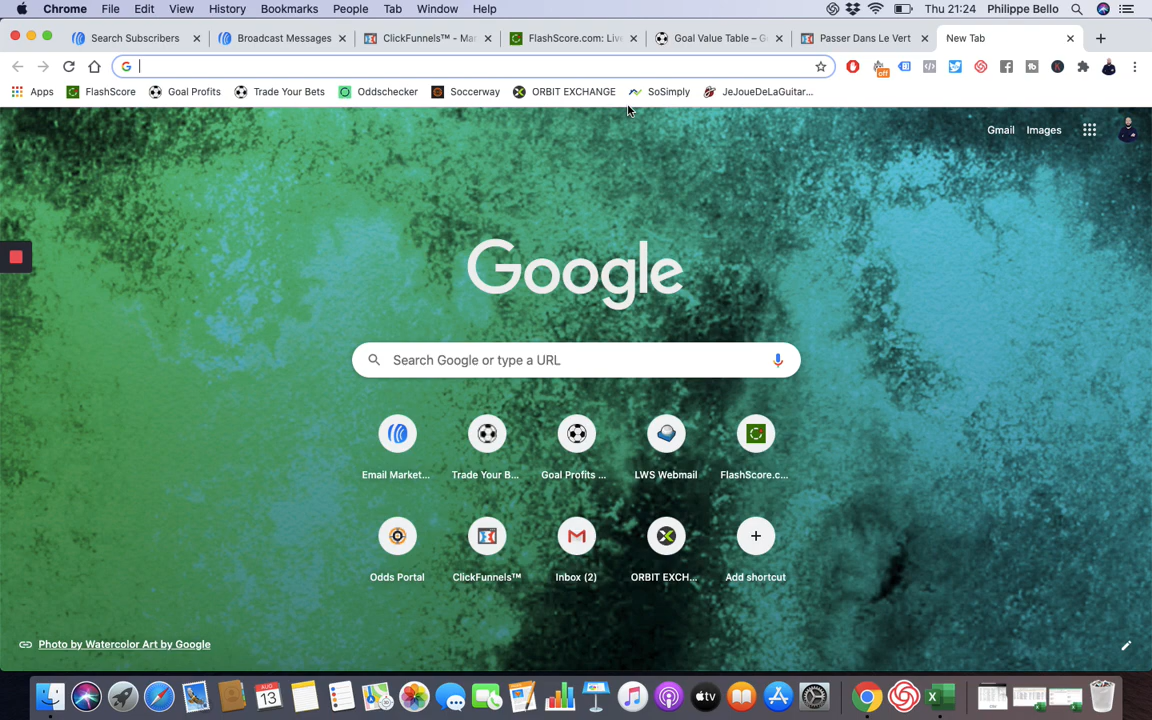 Chrome File Edit View History Bookmarks People Tab Window Help Thu 21:24 Philippe Bello
Search Subscribers Broadcast Messages ClickFunnels™ - Ma FlashScore.com: Liv Goal Value Table – G Passer Dans Le Vert New Tab
off
Apps FlashScore Goal Profits Trade Your Bets Oddschecker Soccerway ORBIT EXCHANGE SoSimply JeJoueDeLaGuitar...
Gmail Images
Google
Search Google or type a URL
Email Market... Trade Your B... Goal Profits ... LWS Webmail FlashScore.c...
Odds Portal ClickFunnels™ Inbox (2) ORBIT EXCH... Add shortcut
Photo by Watercolor Art by Google
AUG
13
tv